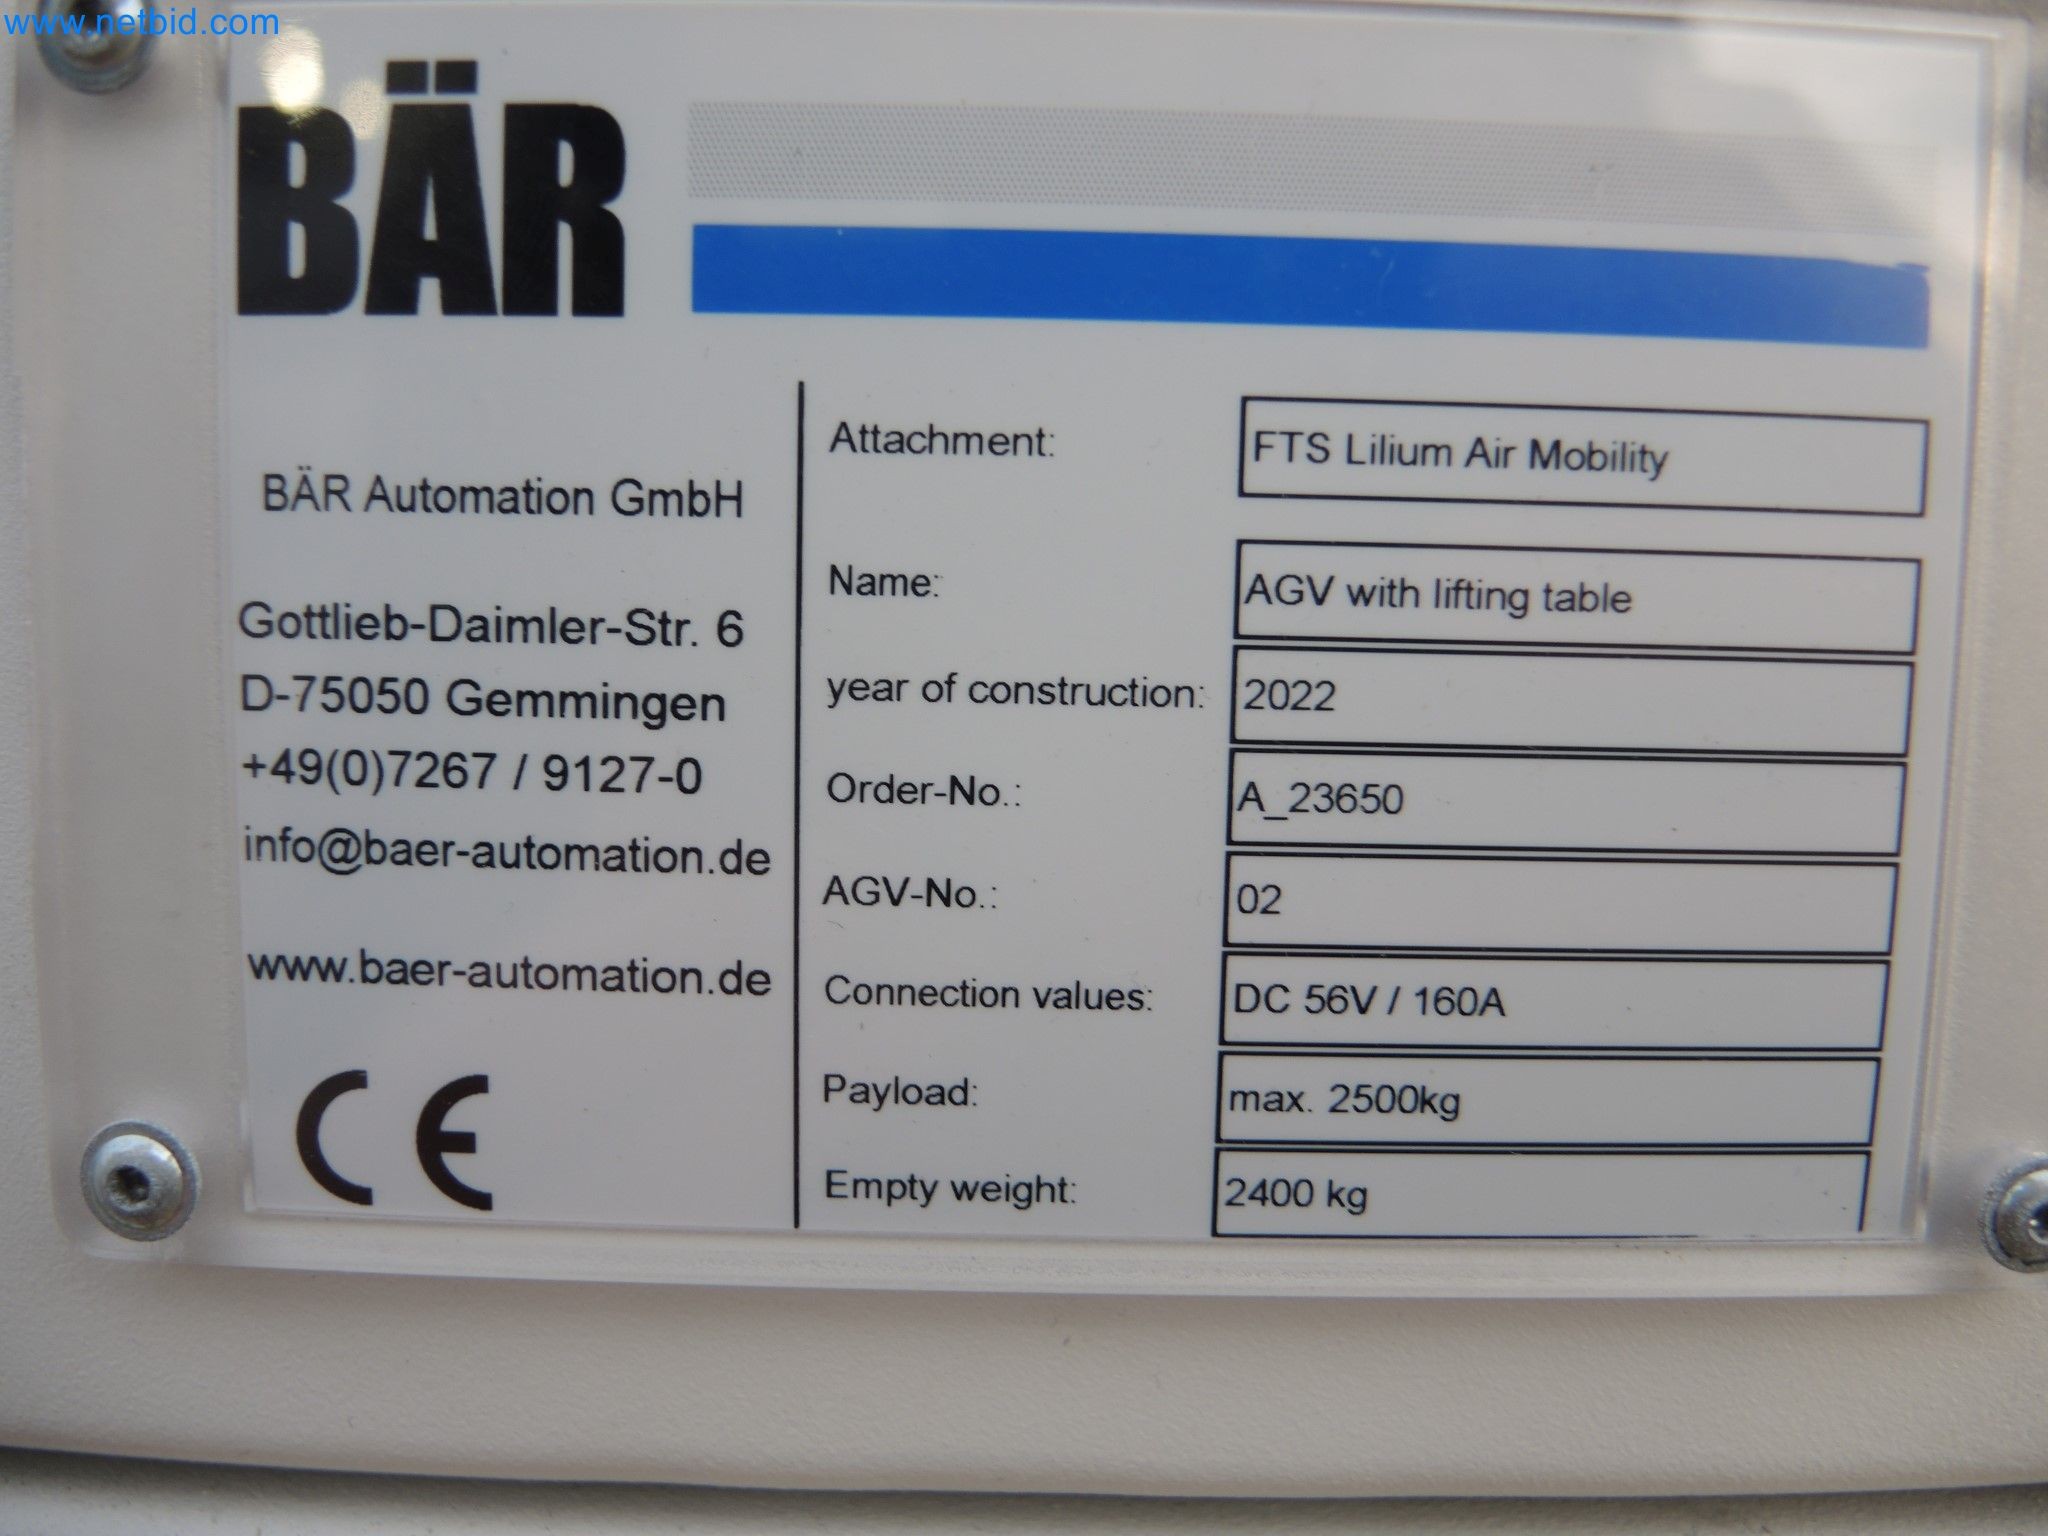 www.netbid.com
BÄR
BÄR Automation GmbH
Gottlieb-Daimler-Str. 6
D-75050 Gemmingen
+49(0)7267 / 9127-0
info@baer-automation.de
www.baer-automation.de
CE
Attachment: FTS Lilium Air Mobility
Name: AGV with lifting table
year of construction: 2022
Order-No.: A_23650
AGV-No.: 02
Connection values: DC 56V / 160A
Payload: max. 2500kg
Empty weight: 2400 kg